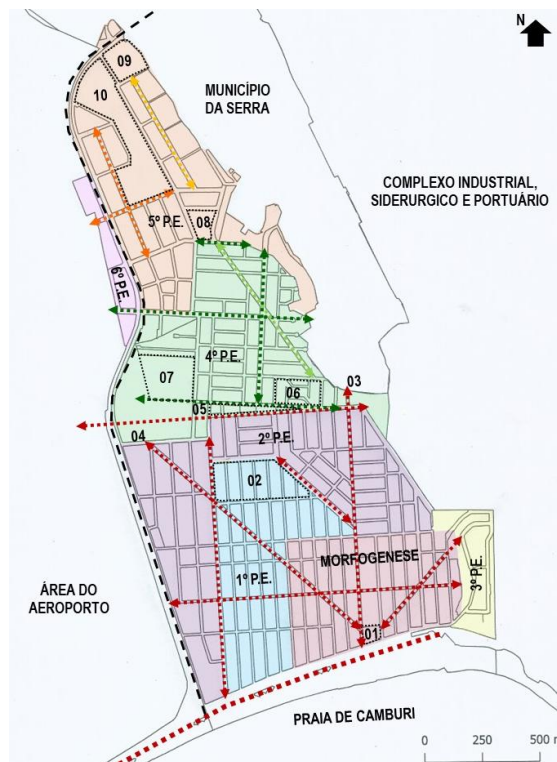 N
09
MUNICÍPIO
DA SERRA
10
COMPLEXO INDUSTRIAL,
SIDERURGICO E PORTUÁRIO
5º P.E.
08
6º P.E.
4º P.E.
07
06
03
05
04
2º P.E.
02
MORFOGENESE
1º P.E.
3º P.E.
ÁREA DO
AEROPORTO
01
PRAIA DE CAMBURI
0
250
500 m